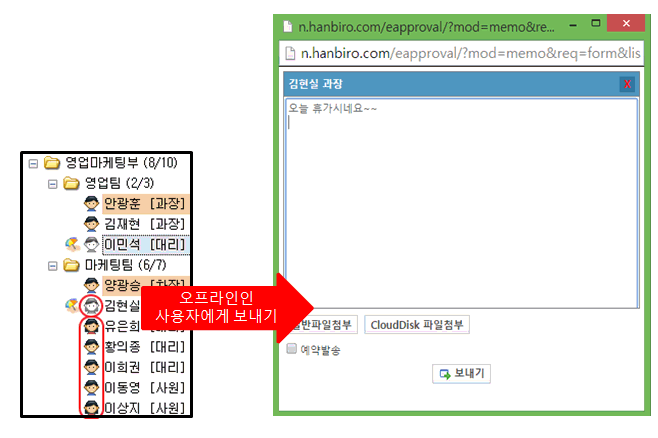 n.hanbiro.com/eapproval/?mod=memo&re...
n.hanbiro.com/eapproval/?mod=memo&req=form&lis
김현실 과장
X
오늘 휴가시네요~~
영업마케팅부 (8/10)
영업팀 (2/3)
안광훈 [과장]
김재현 [과장]
이민석 [대리]
마케팅팀 (6/7)
양광승 [차장]
김현실
유은희 [대리]
황의종 [대리]
이희권 [대리]
이동영 [사원]
이상지 [사원]
오프라인인
사용자에게 보내기
일반파일첨부
CloudDisk 파일첨부
예약발송
보내기